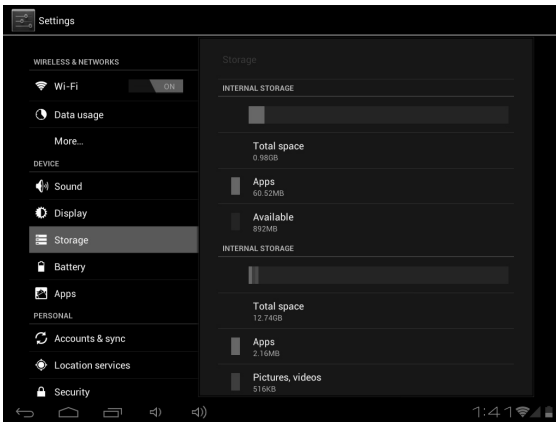 Settings
WIRELESS & NETWORKS
Wi-Fi
ON
Data usage
More...
DEVICE
Sound
Display
Storage
Battery
Apps
PERSONAL
Accounts & sync
Location services
Security
Storage
INTERNAL STORAGE
Total space
0.98GB
Apps
60.52MB
Available
892MB
INTERNAL STORAGE
Total space
12.74GB
Apps
2.16MB
Pictures, videos
516KB
1:41